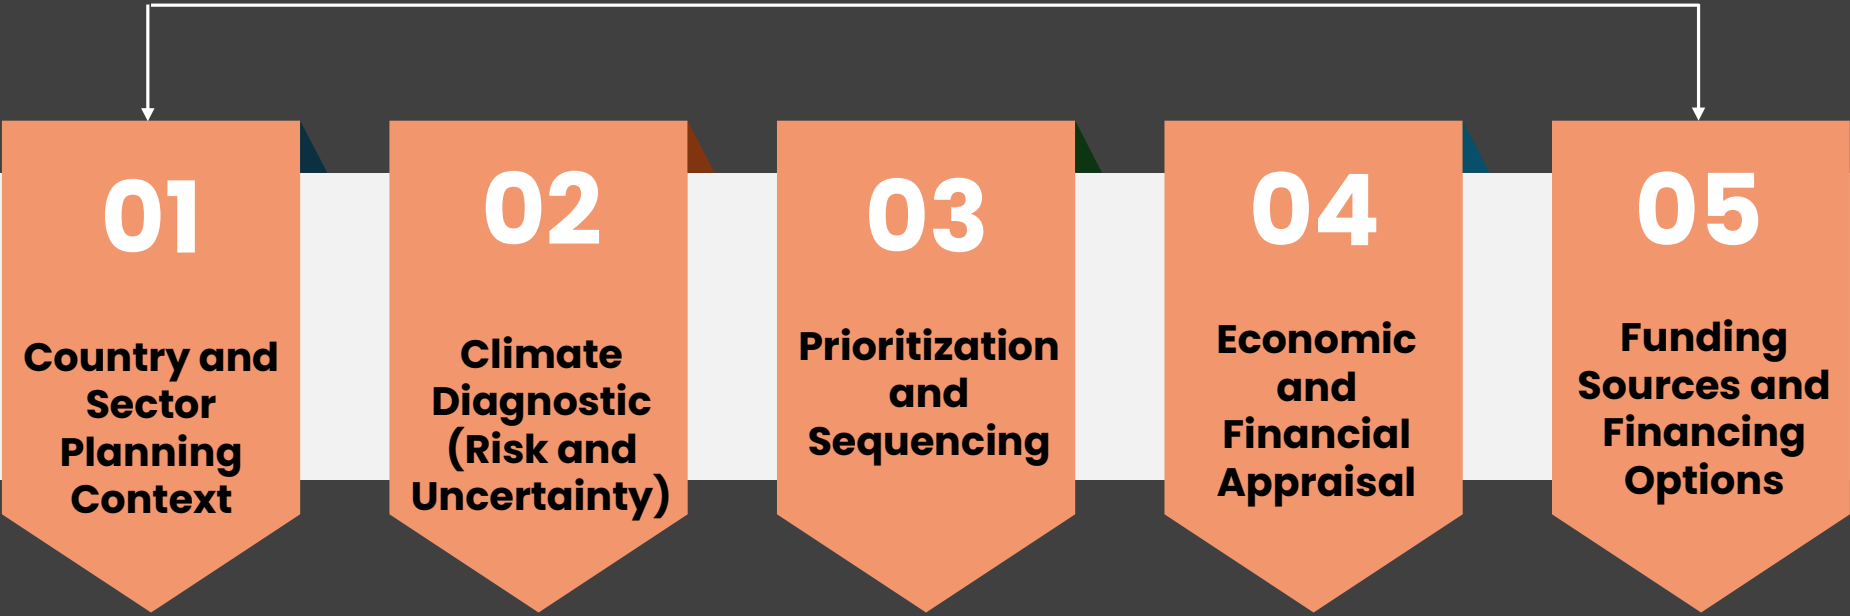 01
Country and
Sector
Planning
Context
02
Climate
Diagnostic
(Risk and
Uncertainty)
03
Prioritization
and
Sequencing
04
Economic
and
Financial
Appraisal
05
Funding
Sources and
Financing
Options